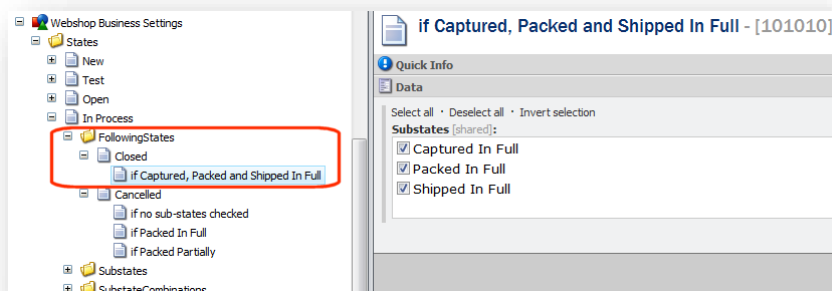 Webshop Business Settings
States
New
Test
Open
In Process
FollowingStates
Closed
if Captured, Packed and Shipped In Full
Cancelled
if no sub-states checked
if Packed In Full
if Packed Partially
Substates
SubstateCombinations
if Captured, Packed and Shipped In Full - [101010]
Quick Info
Data
Select all · Deselect all · Invert selection
Substates [shared]:
Captured In Full
Packed In Full
Shipped In Full